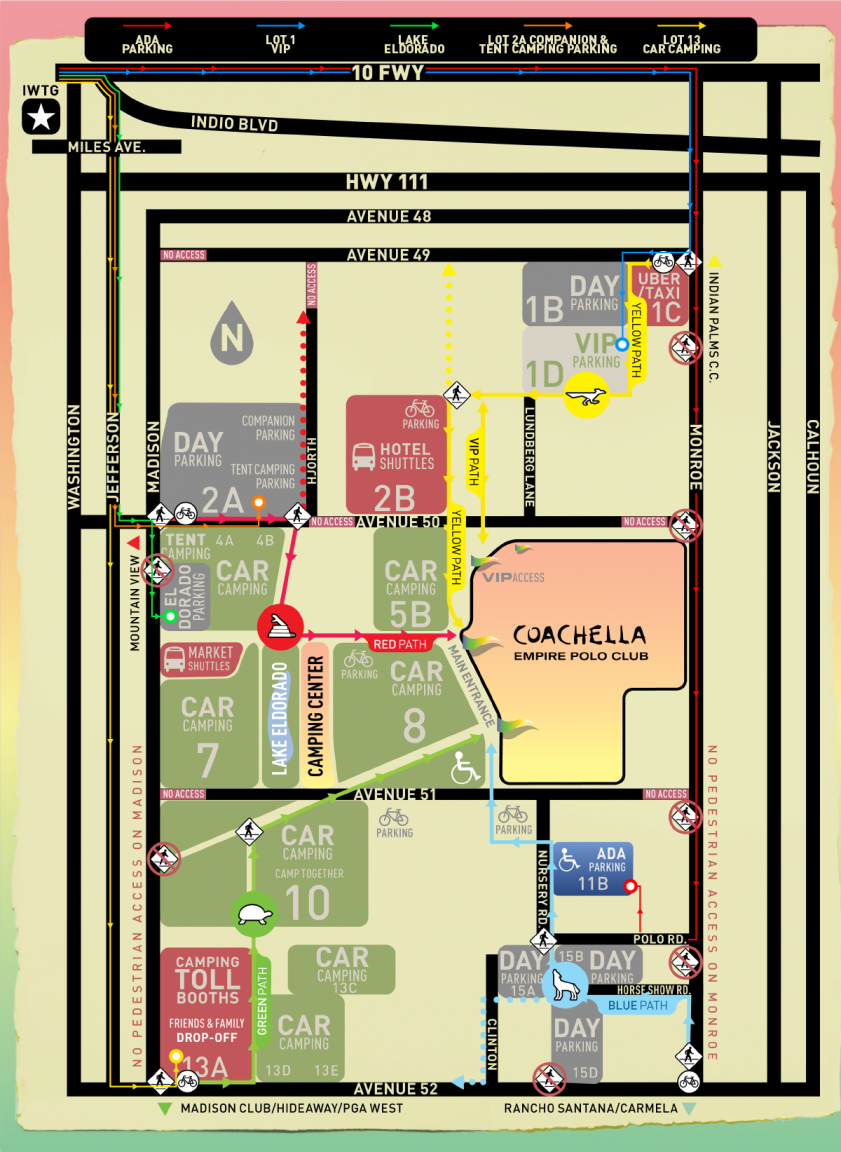 ADA
PARKING
LOT 1
VIP
LAKE
ELDORADO
LOT 2A COMPANION &
TENT CAMPING PARKING
LOT 13
CAR CAMPING
10 FWY
IWTG
INDIO BLVD
MILES AVE.
HWY 111
AVENUE 48
NO ACCESS
AVENUE 49
NO ACCESS
1B
DAY
PARKING
UBER
/TAXI
1C
YELLOW PATH
INDIAN PALMS C.C.
N
VIP
PARKING
1D
WASHINGTON
JEFFERSON
MADISON
HJORTH
LUNDBERG LANE
MONROE
JACKSON
CALHOUN
DAY
PARKING
COMPANION
PARKING
TENT CAMPING
PARKING
2A
PARKING
HOTEL
SHUTTLES
2B
VIP PATH
YELLOW PATH
NO ACCESS
AVENUE 50
NO ACCESS
TENT
CAMPING
4A
4B
CAR
CAMPING
EL
DORADO
PARKING
MOUNTAIN VIEW
CAR
CAMPING
5B
VIP ACCESS
COACHELLA
EMPIRE POLO CLUB
RED PATH
MAIN ENTRANCE
MARKET
SHUTTLES
CAR
CAMPING
7
LAKE ELDORADO
CAMPING CENTER
PARKING
CAR
CAMPING
8
NO ACCESS
AVENUE 51
NO ACCESS
NO PEDESTRIAN ACCESS ON MADISON
NO PEDESTRIAN ACCESS ON MONROE
CAR
CAMPING
CAMP TOGETHER
10
PARKING
PARKING
NURSERY RD.
ADA
PARKING
11B
POLO RD.
CAMPING
TOLL
BOOTHS
FRIENDS & FAMILY
DROP-OFF
13A
GREEN PATH
CAR
CAMPING
13C
CAR
CAMPING
13D
13E
DAY
PARKING
15A
15B
DAY
PARKING
HORSE SHOW RD.
BLUE PATH
CLINTON
DAY
PARKING
15D
AVENUE 52
MADISON CLUB/HIDEAWAY/PGA WEST
RANCHO SANTANA/CARMELA